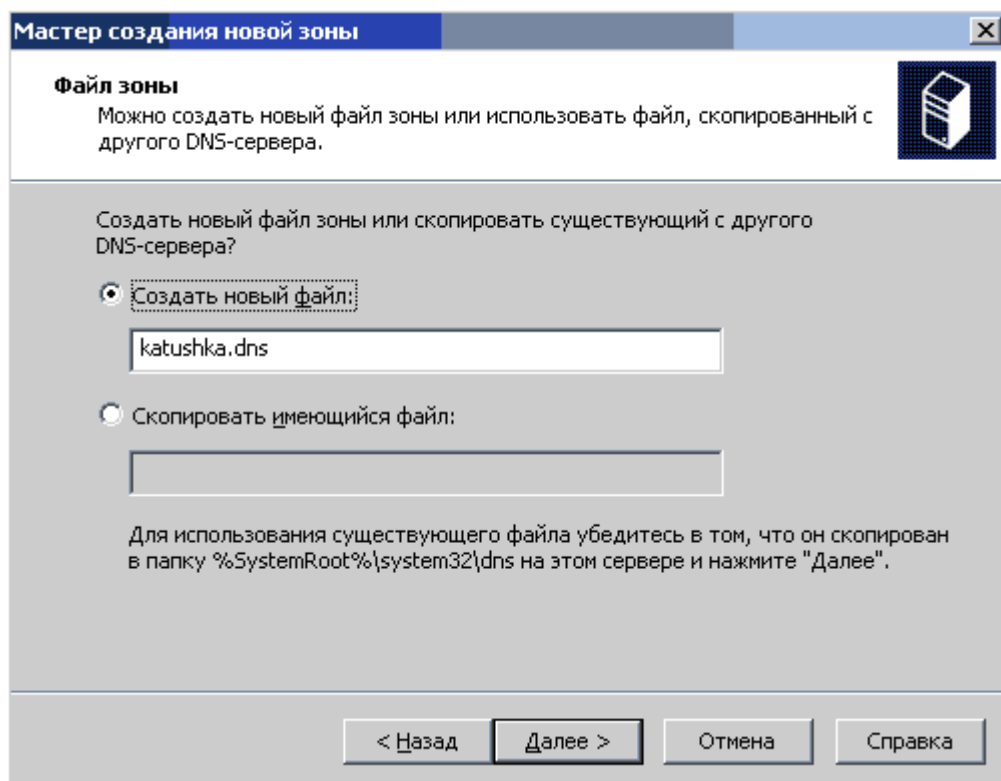 Мастер создания новой зоны
Файл зоны
Можно создать новый файл зоны или использовать файл, скопированный с
другого DNS-сервера.
Создать новый файл зоны или скопировать существующий с другого
DNS-сервера?
Создать новый файл:
katushka.dns
Скопировать имеющийся файл:
Для использования существующего файла убедитесь в том, что он скопирован
в папку %SystemRoot%\system32\dns на этом сервере и нажмите "Далее".
< Назад Далее > Отмена Справка